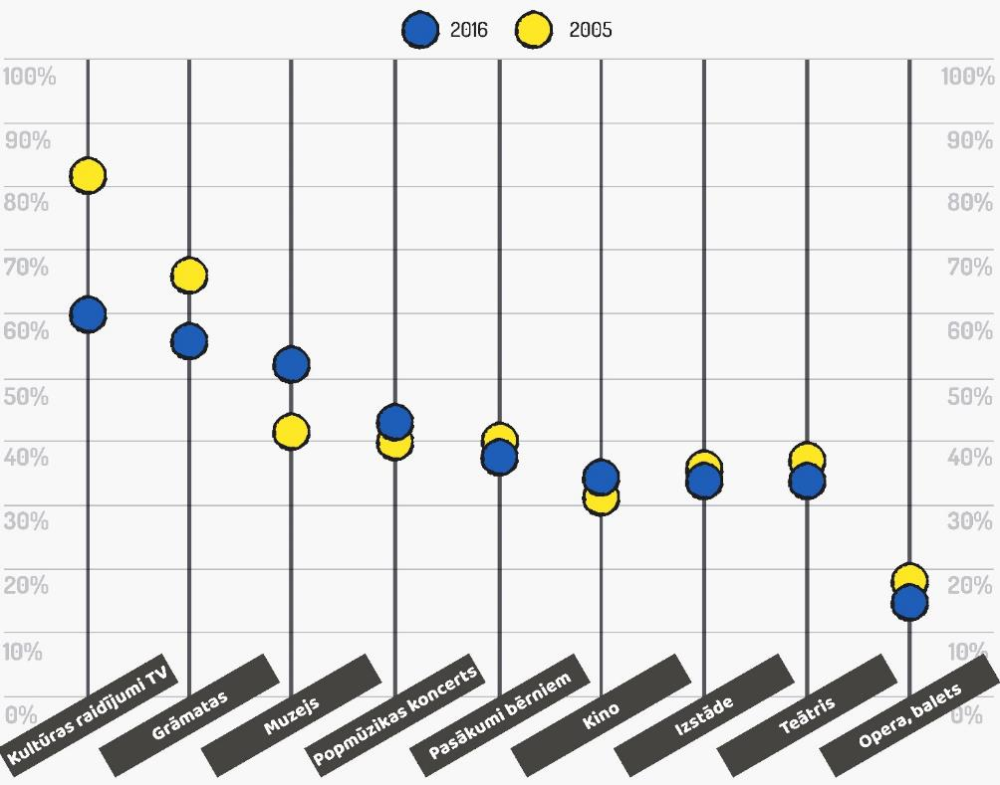 2016 2005
100% 100%
90% 90%
80% 80%
70% 70%
60% 60%
50% 50%
40% 40%
30% 30%
20% 20%
10% 10%
0% 0%
Kultūras raidījumi TV
Grāmatas
Muzejs
Popmūzikas koncerts
Pasākumi bērniem
Kino
Izstāde
Teātris
Opera, balets